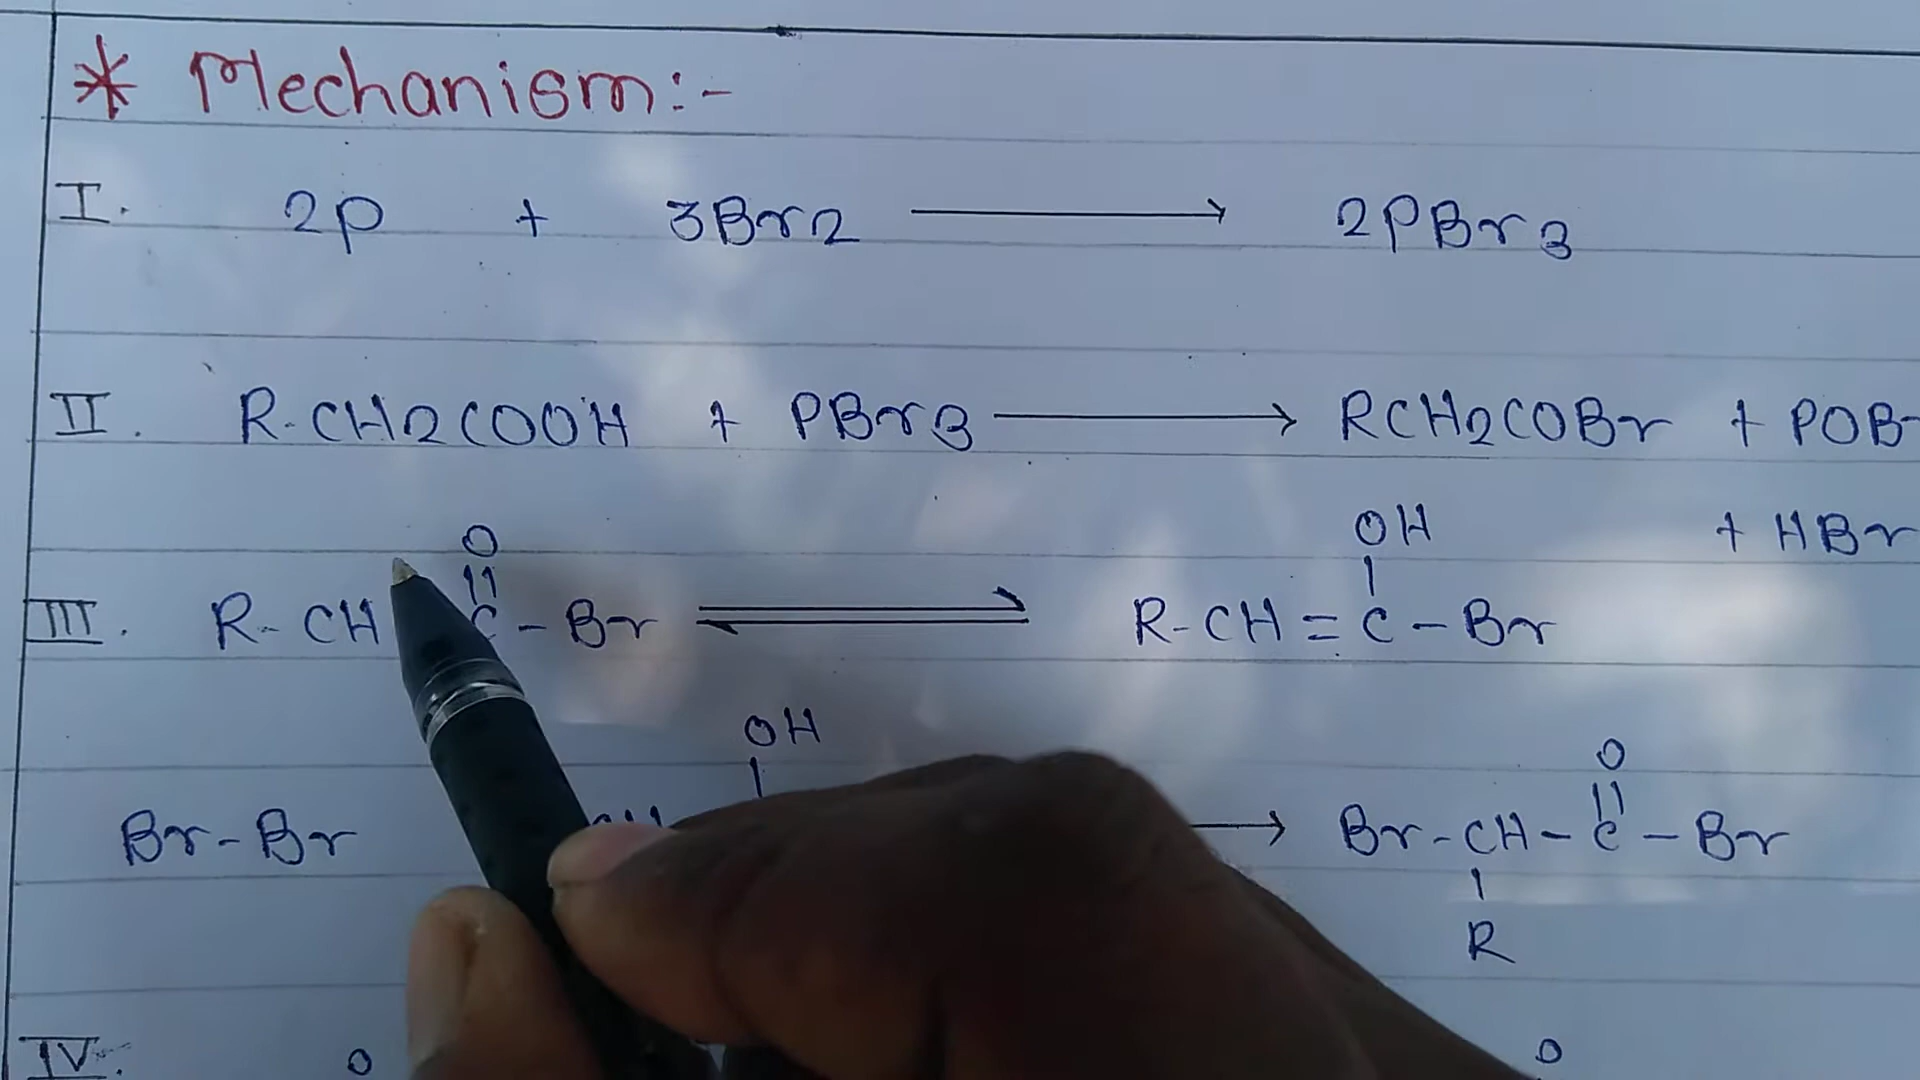 * Mechanism:-
I. 2P + 3Br2 ⟶ 2PBr3
II. R-CH2COOH + PBr3 ⟶ RCH2COBr + POB
O OH + HBr
III. R-CH C-Br ⇌ R-CH=C-Br
OH O
Br-Br ⟶ Br-CH-C-Br
R
IV. O O